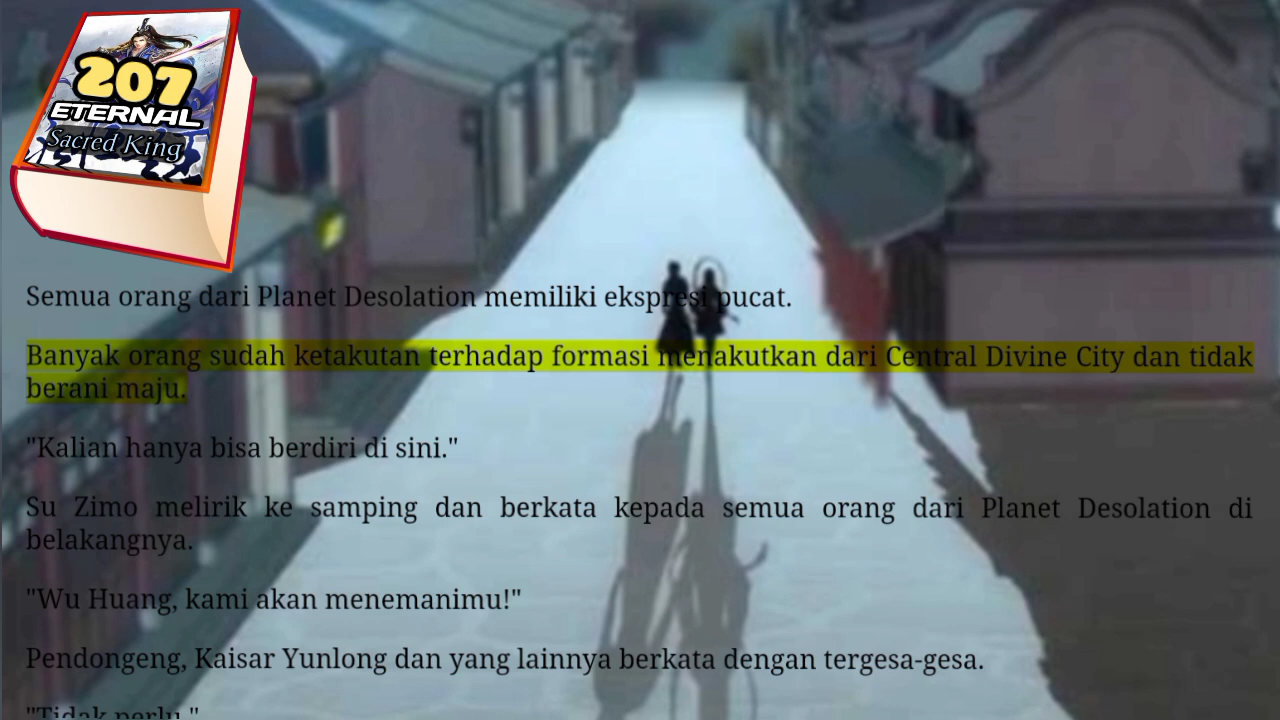 207
ETERNAL
Sacred King
Semua orang dari Planet Desolation memiliki ekspresi pucat.
Banyak orang sudah ketakutan terhadap formasi menakutkan dari Central Divine City dan tidak
berani maju.
"Kalian hanya bisa berdiri di sini."
Su Zimo melirik ke samping dan berkata kepada semua orang dari Planet Desolation di
belakangnya.
"Wu Huang, kami akan menemanimu!"
Pendongeng, Kaisar Yunlong dan yang lainnya berkata dengan tergesa-gesa.
"Tidak perlu."